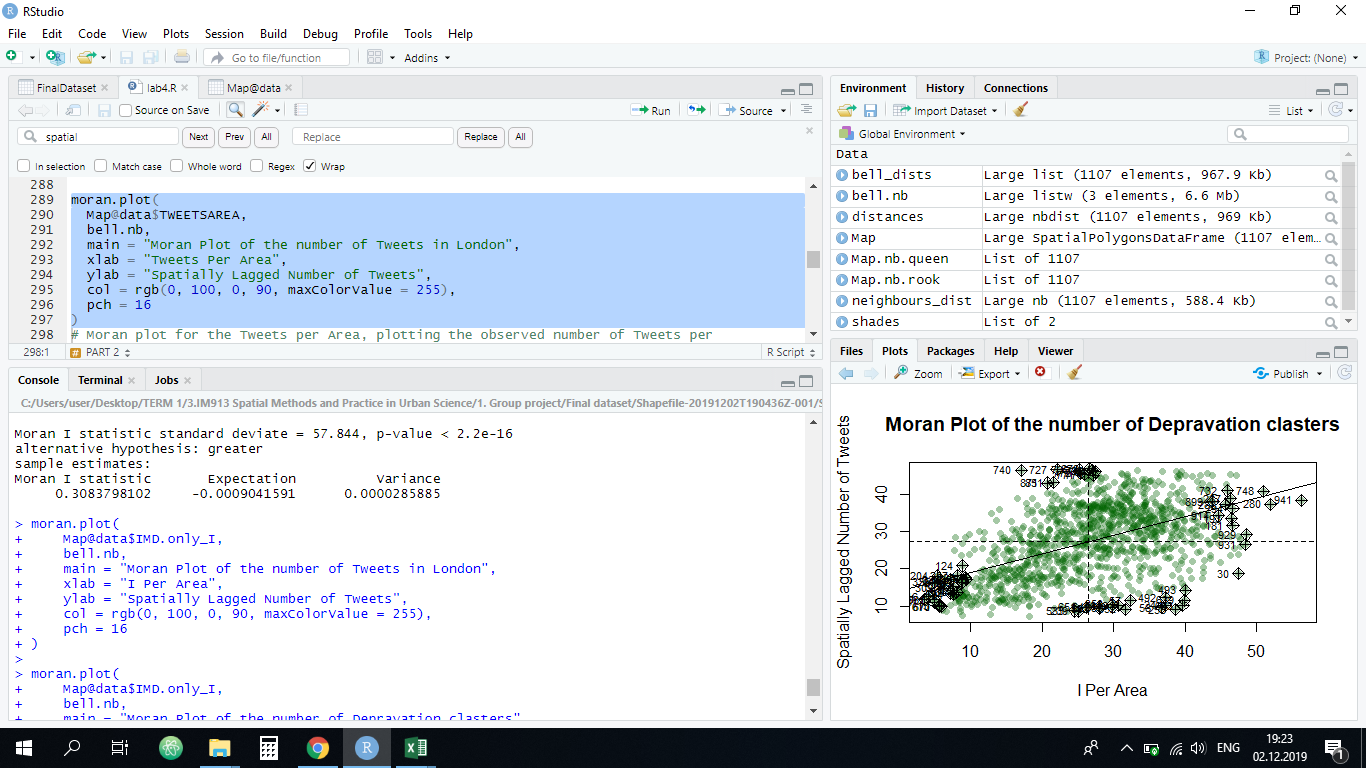 RStudio
File Edit Code View Plots Session Build Debug Profile Tools Help
Go to file/function Addins Project: (None)
FinalDataset lab4.R Map@data
Source on Save Run Source
spatial Next Prev All Replace Replace All
In selection Match case Whole word Regex Wrap
288
289 moran.plot(
290 Map@data$TWEETSAREA,
291 bell.nb,
292 main = "Moran Plot of the number of Tweets in London",
293 xlab = "Tweets Per Area",
294 ylab = "Spatially Lagged Number of Tweets",
295 col = rgb(0, 100, 0, 90, maxColorValue = 255),
296 pch = 16
297 )
298 # Moran plot for the Tweets per Area, plotting the observed number of Tweets per
298:1 PART 2 R Script
Console Terminal Jobs
C:/Users/user/Desktop/TERM 1/3.IM913 Spatial Methods and Practice in Urban Science/1. Group project/Final dataset/Shapefile-20191202T190436Z-001/
Moran I statistic standard deviate = 57.844, p-value < 2.2e-16
alternative hypothesis: greater
sample estimates:
Moran I statistic Expectation Variance
0.3083798102 -0.0009041591 0.0000285885
> moran.plot(
+ Map@data$IMD.only_I,
+ bell.nb,
+ main = "Moran Plot of the number of Tweets in London",
+ xlab = "I Per Area",
+ ylab = "Spatially Lagged Number of Tweets",
+ col = rgb(0, 100, 0, 90, maxColorValue = 255),
+ pch = 16
+ )
>
> moran.plot(
+ Map@data$IMD.only_I,
+ bell.nb,
+ main = "Moran Plot of the number of Depravation clasters"
Environment History Connections
Import Dataset List
Global Environment
Data
bell_dists Large list (1107 elements, 967.9 Kb)
bell.nb Large listw (3 elements, 6.6 Mb)
distances Large nbdist (1107 elements, 969 Kb)
Map Large SpatialPolygonsDataFrame (1107 elem…
Map.nb.queen List of 1107
Map.nb.rook List of 1107
neighbours_dist Large nb (1107 elements, 588.4 Kb)
shades List of 2
Files Plots Packages Help Viewer
Zoom Export Publish
Moran Plot of the number of Depravation clasters
Spatially Lagged Number of Tweets
40
30
20
10
740 727
732 748
941
280
181
929
931
30
124
204
492
10 20 30 40 50
I Per Area
ENG
19:23
02.12.2019
1